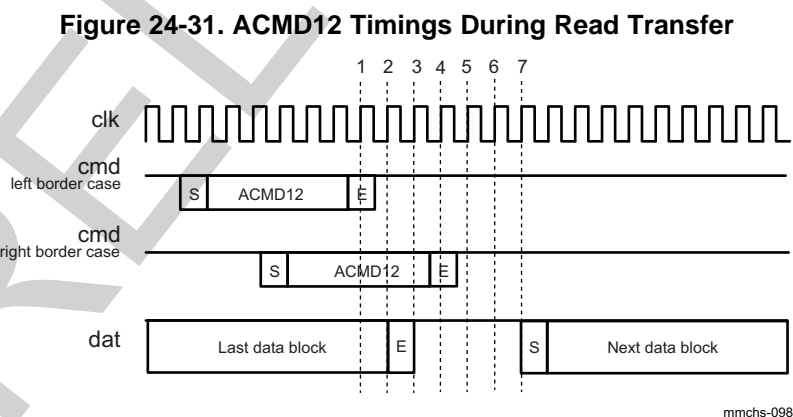 Figure 24-31. ACMD12 Timings During Read Transfer
1 2 3 4 5 6 7
clk
cmd
left border case
S ACMD12 E
cmd
right border case
S ACMD12 E
dat
Last data block E S Next data block
mmchs-098